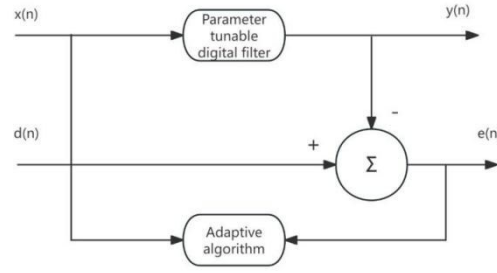 x(n)
Parameter
tunable
digital filter
y(n)
-
d(n)
+
Σ
e(n
Adaptive
algorithm